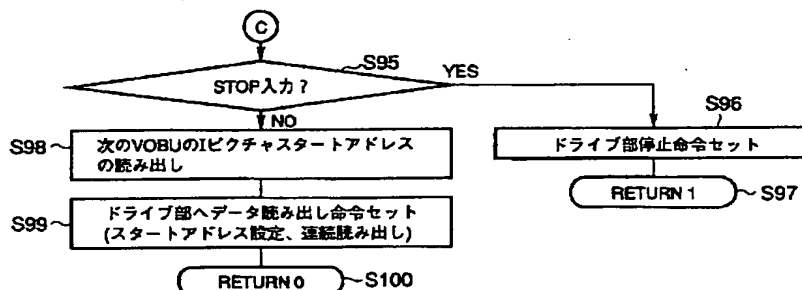 C
S95
STOP入力？
YES
NO
S96
S98
次のVOBUのIピクチャスタートアドレス
の読み出し
ドライブ部停止命令セット
RETURN 1
S97
S99
ドライブ部へデータ読み出し命令セット
(スタートアドレス設定、連続読み出し)
RETURN 0
S100